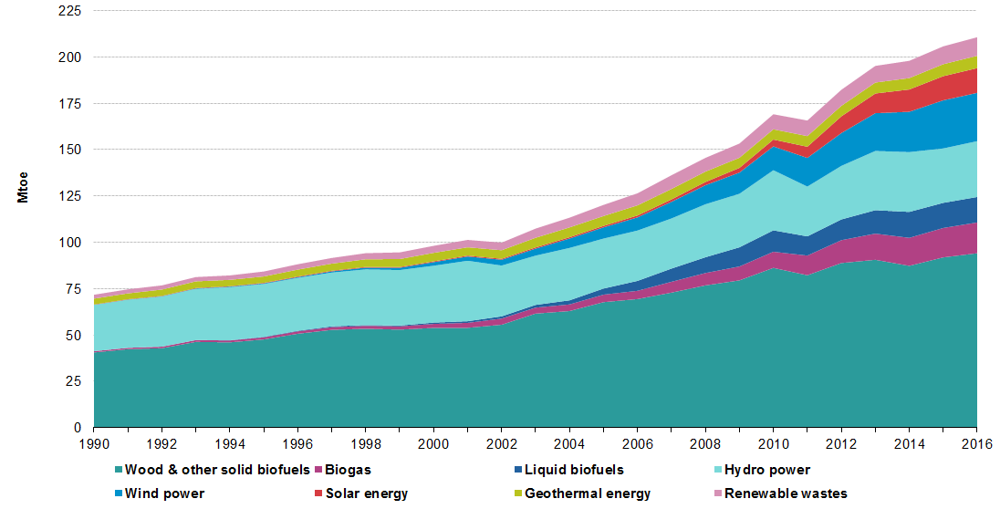 225
200
175
150
125
100
75
50
25
0
Mtoe
1990 1992 1994 1996 1998 2000 2002 2004 2006 2008 2010 2012 2014 2016
Wood & other solid biofuels Biogas Liquid biofuels Hydro power
Wind power Solar energy Geothermal energy Renewable wastes